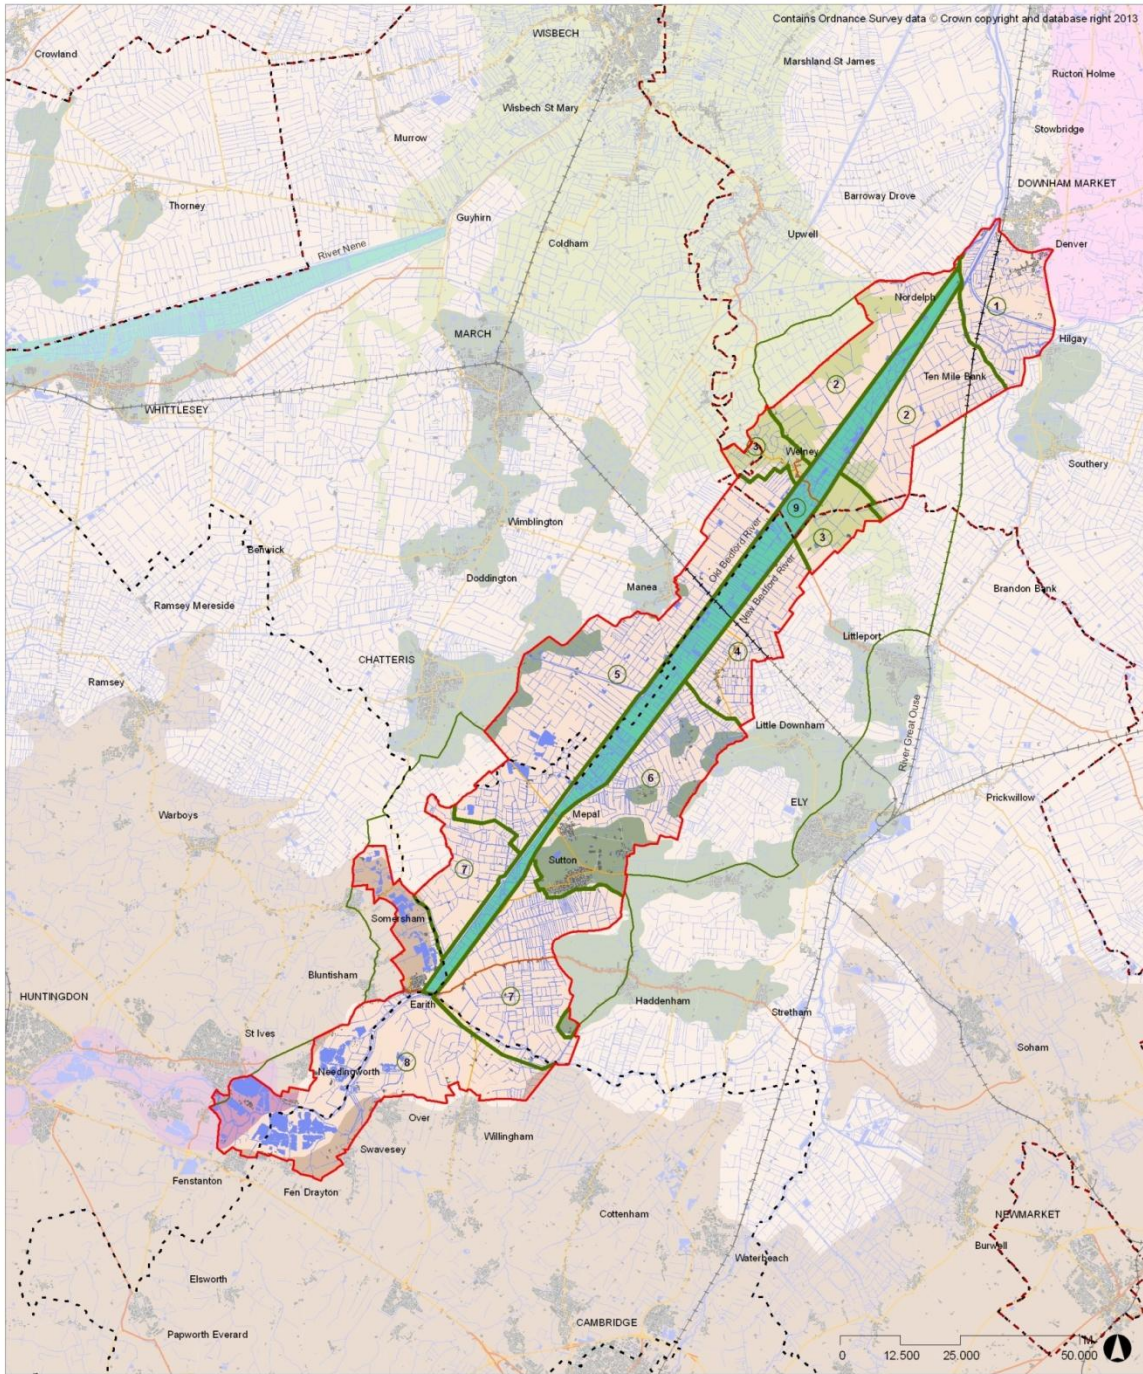 Contains Ordnance Survey data © Crown copyright and database right 2013
WISBECH
Crowland
Marshland St James
Ructon Holme
Wisbech St Mary
Stowbridge
Murrow
DOWNHAM MARKET
Barroway Drove
Thorney
Guyhirn
Upwell
Coldham
Denver
River Nene
Nordelph
1
MARCH
Hilgay
Ten Mile Bank
2
WHITTLESEY
2
3
Welney
Southery
9
Wimblington
Old Bedford River
3
Benwick
New Bedford River
Doddington
Manea
Brandon Bank
Ramsey Mereside
Littleport
4
CHATTERIS
5
Ramsey
Little Downham
River Great Ouse
6
ELY
Prickwillow
Warboys
Mepal
Sutton
7
Somersham
Bluntisham
HUNTINGDON
7
Earith
Haddenham
Stretham
St Ives
Soham
8
Needingworth
Over
Willingham
Swavesey
Fenstanton
Fen Drayton
Cottenham
NEWMARKET
Burwell
Waterbeach
Elsworth
CAMBRIDGE
Papworth Everard
M
0 12.500 25.000 50.000